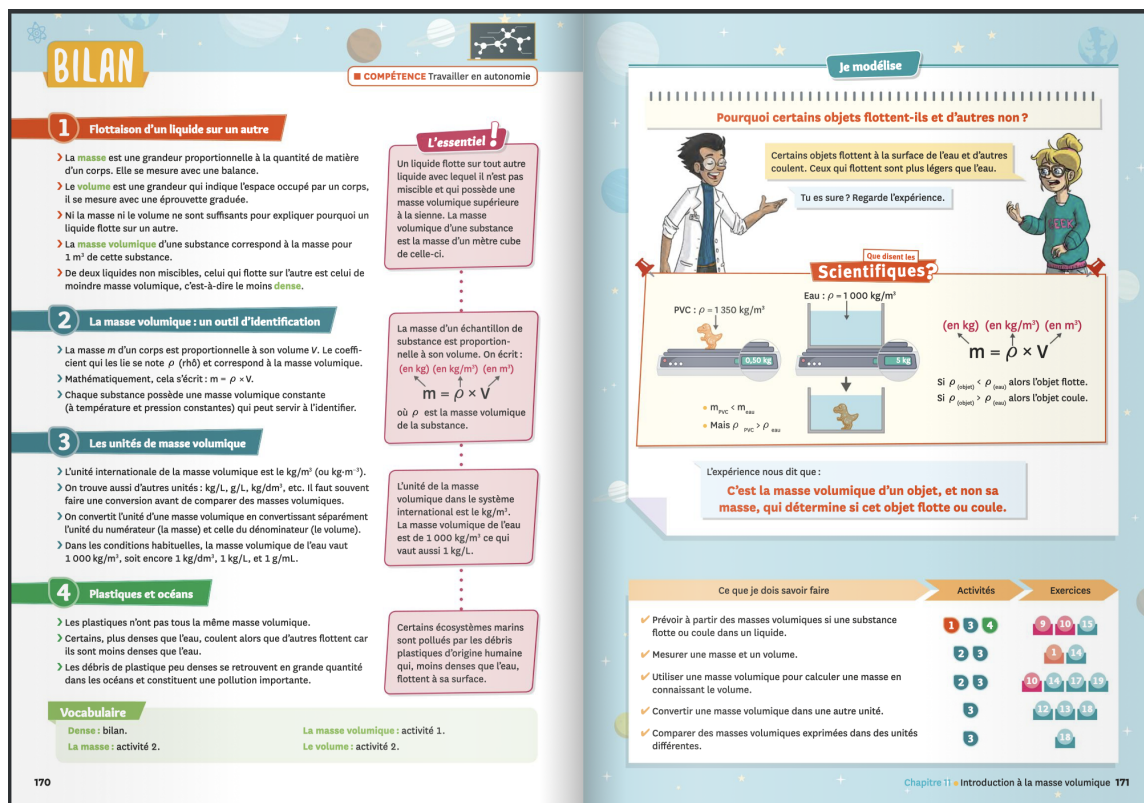 BILAN
■ COMPÉTENCE Travailler en autonomie
1 Flottaison d'un liquide sur un autre
❯ La masse est une grandeur proportionnelle à la quantité de matière
d'un corps. Elle se mesure avec une balance.
❯ Le volume est une grandeur qui indique l'espace occupé par un corps,
il se mesure avec une éprouvette graduée.
❯ Ni la masse ni le volume ne sont suffisants pour expliquer pourquoi un
liquide flotte sur un autre.
❯ La masse volumique d'une substance correspond à la masse pour
1 m³ de cette substance.
❯ De deux liquides non miscibles, celui qui flotte sur l'autre est celui de
moindre masse volumique, c'est-à-dire le moins dense.
L'essentiel !
Un liquide flotte sur tout autre
liquide avec lequel il n'est pas
miscible et qui possède une
masse volumique supérieure
à la sienne. La masse
volumique d'une substance
est la masse d'un mètre cube
de celle-ci.
2 La masse volumique : un outil d'identification
❯ La masse m d'un corps est proportionnelle à son volume V. Le coeffi-
cient qui les lie se note ρ (rhô) et correspond à la masse volumique.
❯ Mathématiquement, cela s'écrit : m = ρ × V.
❯ Chaque substance possède une masse volumique constante
(à température et pression constantes) qui peut servir à l'identifier.
La masse d'un échantillon de
substance est proportion-
nelle à son volume. On écrit :
(en kg) (en kg/m³) (en m³)
m = ρ × V
où ρ est la masse volumique
de la substance.
3 Les unités de masse volumique
❯ L'unité internationale de la masse volumique est le kg/m³ (ou kg·m⁻³).
❯ On trouve aussi d'autres unités : kg/L, g/L, kg/dm³, etc. Il faut souvent
faire une conversion avant de comparer des masses volumiques.
❯ On convertit l'unité d'une masse volumique en convertissant séparément
l'unité du numérateur (la masse) et celle du dénominateur (le volume).
❯ Dans les conditions habituelles, la masse volumique de l'eau vaut
1 000 kg/m³, soit encore 1 kg/dm³, 1 kg/L, et 1 g/mL.
L'unité de la masse
volumique dans le système
international est le kg/m³.
La masse volumique de l'eau
est de 1 000 kg/m³ ce qui
vaut aussi 1 kg/L.
4 Plastiques et océans
❯ Les plastiques n'ont pas tous la même masse volumique.
❯ Certains, plus denses que l'eau, coulent alors que d'autres flottent car
ils sont moins denses que l'eau.
❯ Les débris de plastique peu denses se retrouvent en grande quantité
dans les océans et constituent une pollution importante.
Certains écosystèmes marins
sont pollués par les débris
plastiques d'origine humaine
qui, moins denses que l'eau,
flottent à sa surface.
Vocabulaire
Dense : bilan.
La masse : activité 2.
La masse volumique : activité 1.
Le volume : activité 2.
170
Je modélise
Pourquoi certains objets flottent-ils et d'autres non ?
Certains objets flottent à la surface de l'eau et d'autres
coulent. Ceux qui flottent sont plus légers que l'eau.
Tu es sure ? Regarde l'expérience.
GEEK
Que disent les
Scientifiques?
PVC : ρ = 1 350 kg/m³
Eau : ρ = 1 000 kg/m³
0,50 kg
5 kg
• m PVC < m eau
• Mais ρ PVC > ρ eau
(en kg) (en kg/m³) (en m³)
m = ρ × V
Si ρ (objet) < ρ (eau) alors l'objet flotte.
Si ρ (objet) > ρ (eau) alors l'objet coule.
L'expérience nous dit que :
C'est la masse volumique d'un objet, et non sa
masse, qui détermine si cet objet flotte ou coule.
Ce que je dois savoir faire Activités Exercices
✔ Prévoir à partir des masses volumiques si une substance
flotte ou coule dans un liquide. 1 3 4 9 10 15
✔ Mesurer une masse et un volume. 2 3 1 14
✔ Utiliser une masse volumique pour calculer une masse en
connaissant le volume. 2 3 10 14 17 19
✔ Convertir une masse volumique dans une autre unité. 3 12 13 18
✔ Comparer des masses volumiques exprimées dans des unités
différentes. 3 18
Chapitre 11 • Introduction à la masse volumique 171